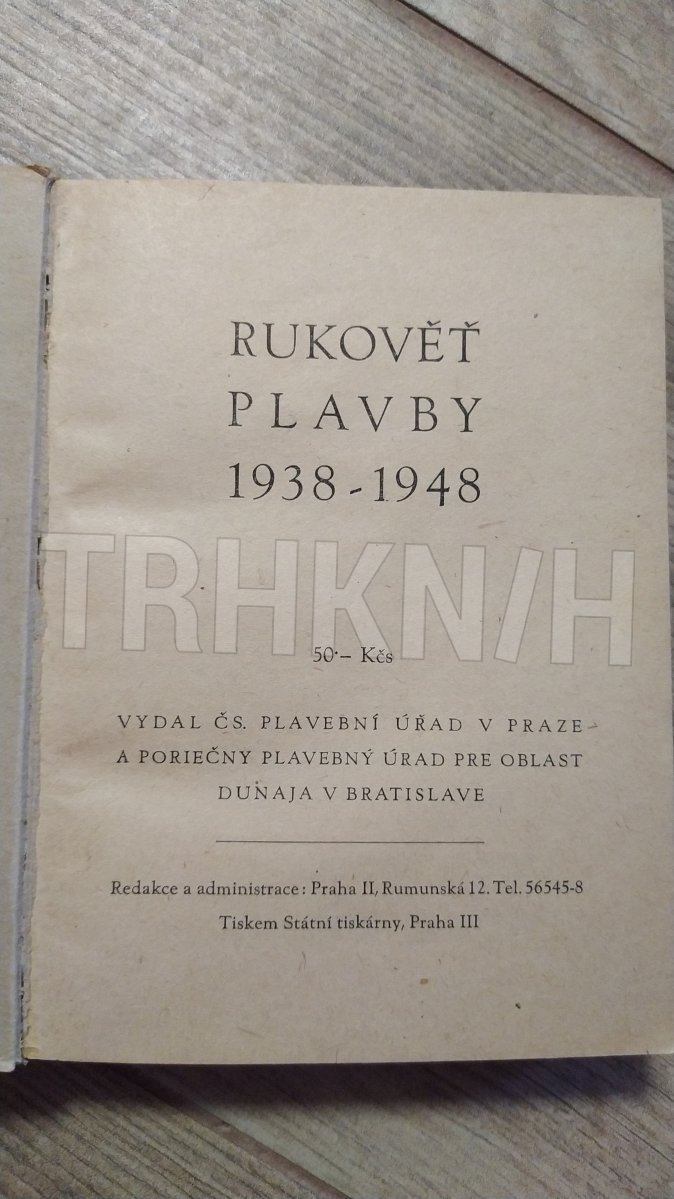 RUKOVĚŤ
PLAVBY
1938-1948
TRHKNIH
50·– Kčs
VYDAL ČS. PLAVEBNÍ ÚŘAD V PRAZE
A PORIEČNY PLAVEBNÝ ÚRAD PRE OBLAST
DUNAJA V BRATISLAVE
Redakce a administrace: Praha II, Rumunská 12. Tel. 56545-8
Tiskem Státní tiskárny, Praha III